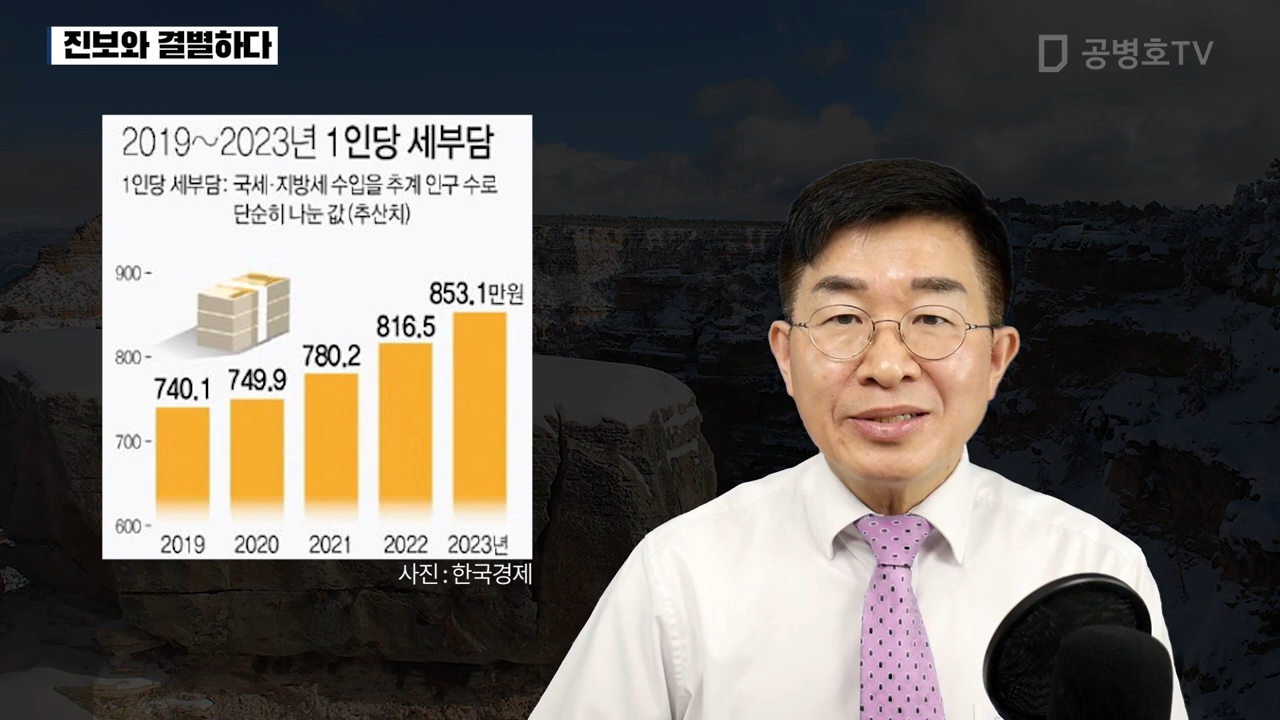 진보와 결별하다
공병호TV
2019~2023년 1인당 세부담
1인당 세부담: 국세·지방세 수입을 추계 인구 수로
단순히 나눈 값(추산치)
900
800
700
600
740.1
749.9
780.2
816.5
853.1만원
2019
2020
2021
2022
2023년
사진:한국경제